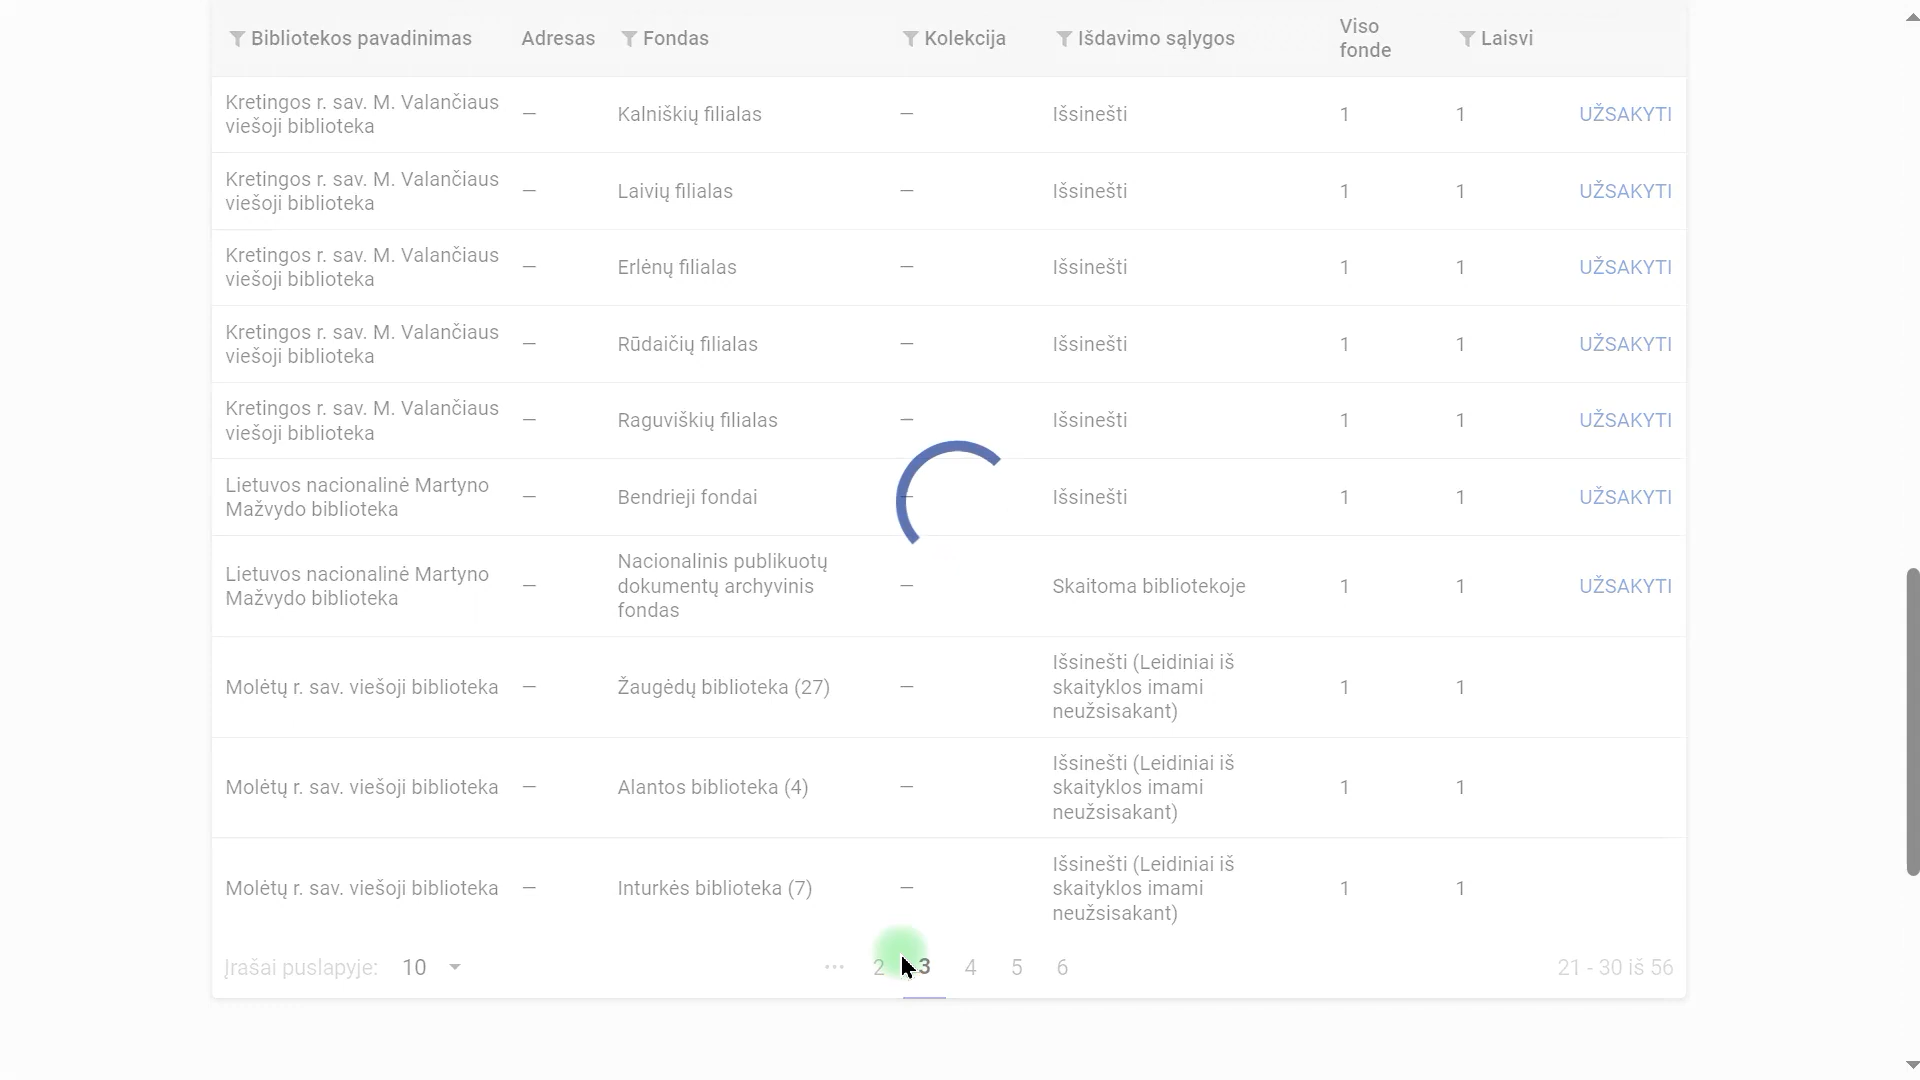 Bibliotekos pavadinimas Adresas Fondas Kolekcija Išdavimo sąlygos Viso fonde Laisvi
Kretingos r. sav. M. Valančiaus
viešoji biblioteka — Kalniškių filialas — Išsinešti 1 1 UŽSAKYTI
Kretingos r. sav. M. Valančiaus
viešoji biblioteka — Laivių filialas — Išsinešti 1 1 UŽSAKYTI
Kretingos r. sav. M. Valančiaus
viešoji biblioteka — Erlėnų filialas — Išsinešti 1 1 UŽSAKYTI
Kretingos r. sav. M. Valančiaus
viešoji biblioteka — Rūdaičių filialas — Išsinešti 1 1 UŽSAKYTI
Kretingos r. sav. M. Valančiaus
viešoji biblioteka — Raguviškių filialas — Išsinešti 1 1 UŽSAKYTI
Lietuvos nacionalinė Martyno
Mažvydo biblioteka — Bendrieji fondai — Išsinešti 1 1 UŽSAKYTI
Lietuvos nacionalinė Martyno
Mažvydo biblioteka —
Nacionalinis publikuotų
dokumentų archyvinis
fondas
— Skaitoma bibliotekoje 1 1 UŽSAKYTI
Molėtų r. sav. viešoji biblioteka — Žaugėdų biblioteka (27) —
Išsinešti (Leidiniai iš
skaityklos imami
neužsisakant)
1 1
Molėtų r. sav. viešoji biblioteka — Alantos biblioteka (4) —
Išsinešti (Leidiniai iš
skaityklos imami
neužsisakant)
1 1
Molėtų r. sav. viešoji biblioteka — Inturkės biblioteka (7) —
Išsinešti (Leidiniai iš
skaityklos imami
neužsisakant)
1 1
Įrašai puslapyje: 10 ... 2 3 4 5 6 21 - 30 iš 56